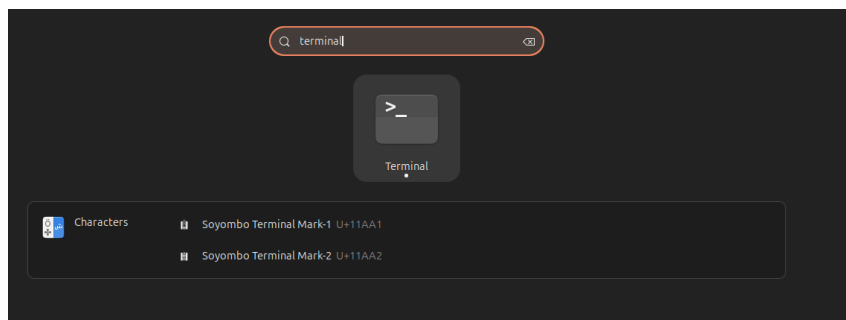 terminal
>_
Terminal
Characters
Soyombo Terminal Mark-1 U+11AA1
Soyombo Terminal Mark-2 U+11AA2